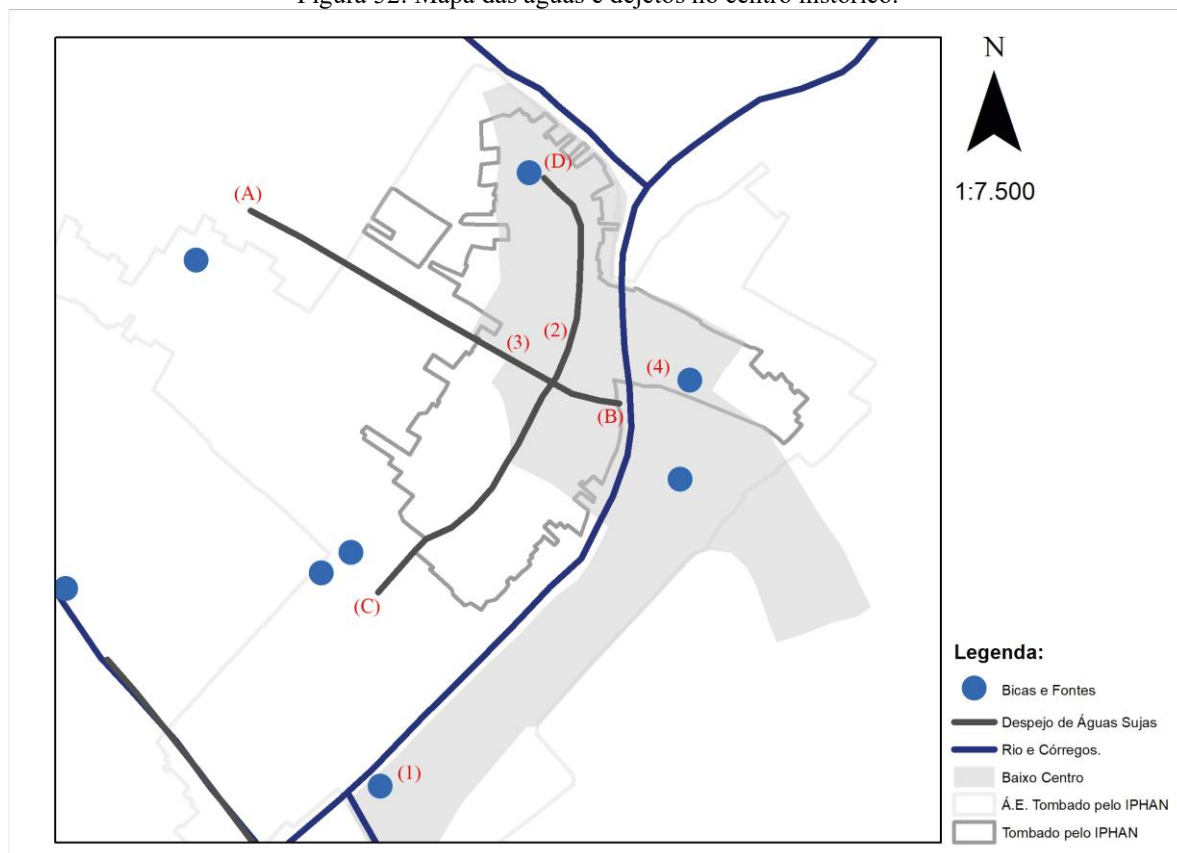 Figura 32: Mapa das águas e dejetos no centro histórico.
N
1:7.500
(A)
(D)
(2)
(3)
(4)
(B)
(C)
(1)
Legenda:
Bicas e Fontes
Despejo de Águas Sujas
Rio e Córregos.
Baixo Centro
Á.E. Tombado pelo IPHAN
Tombado pelo IPHAN